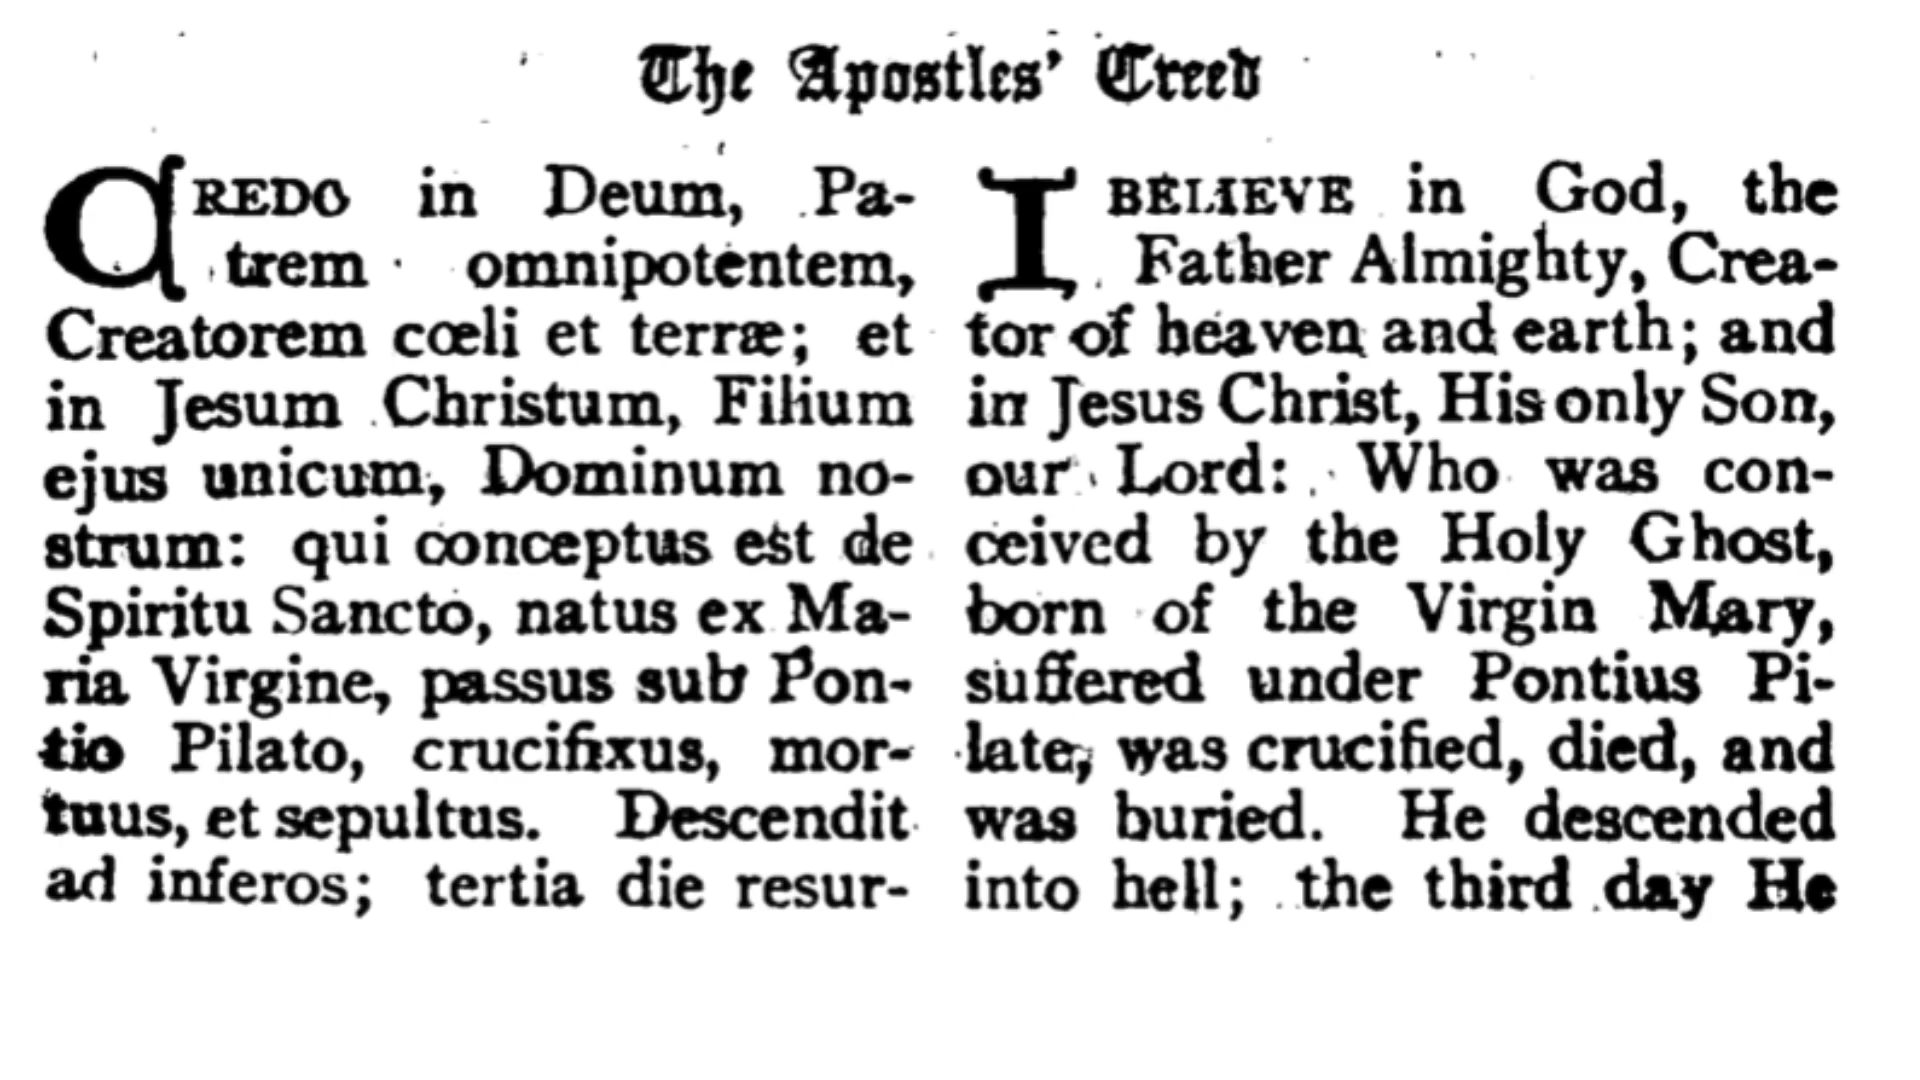 The Apostles' Creed
CREDO in Deum, Pa-
trem omnipotentem,
Creatorem cœli et terræ; et
in Jesum Christum, Filium
ejus unicum, Dominum no-
strum: qui conceptus est de
Spiritu Sancto, natus ex Ma-
ria Virgine, passus sub Pon-
tio Pilato, crucifixus, mor-
tuus, et sepultus. Descendit
ad inferos; tertia die resur-
I BELIEVE in God, the
Father Almighty, Crea-
tor of heaven and earth; and
in Jesus Christ, His only Son,
our Lord: Who was con-
ceived by the Holy Ghost,
born of the Virgin Mary,
suffered under Pontius Pi-
late, was crucified, died, and
was buried. He descended
into hell; the third day He